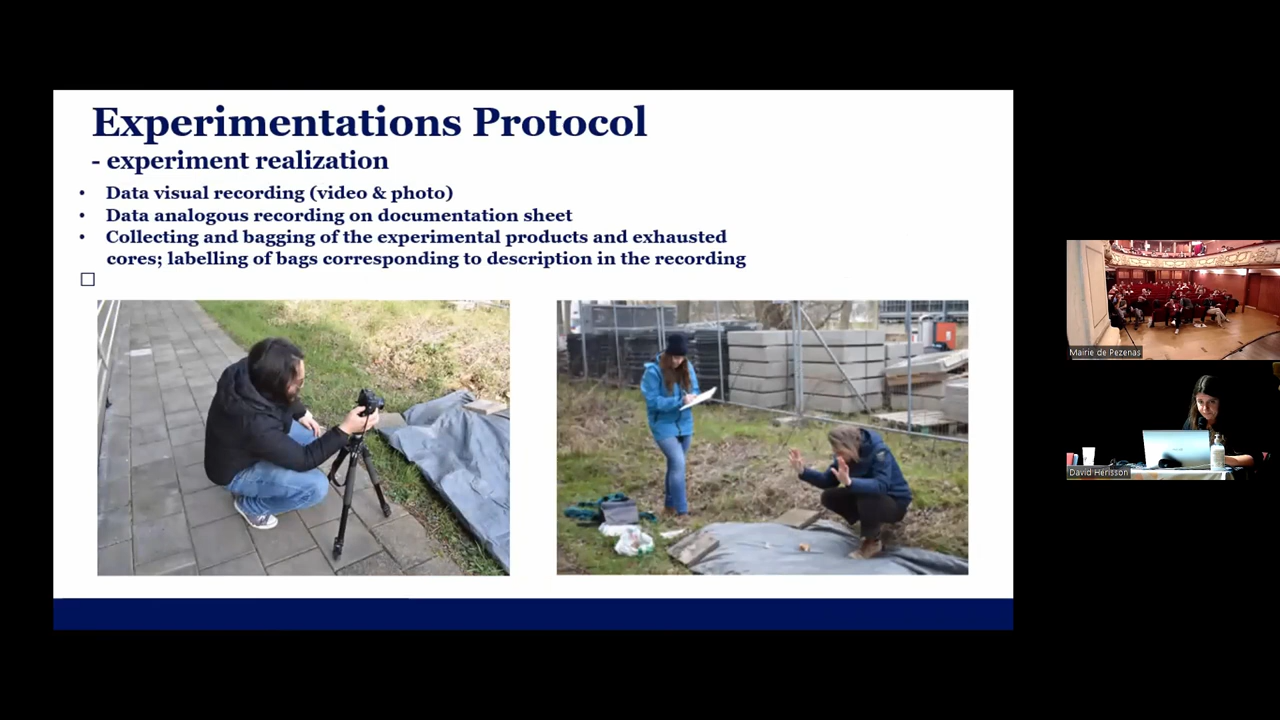 Experimentations Protocol
- experiment realization
• Data visual recording (video & photo)
• Data analogous recording on documentation sheet
• Collecting and bagging of the experimental products and exhausted
cores; labelling of bags corresponding to description in the recording
Mairie de Pezenas
David Hérisson